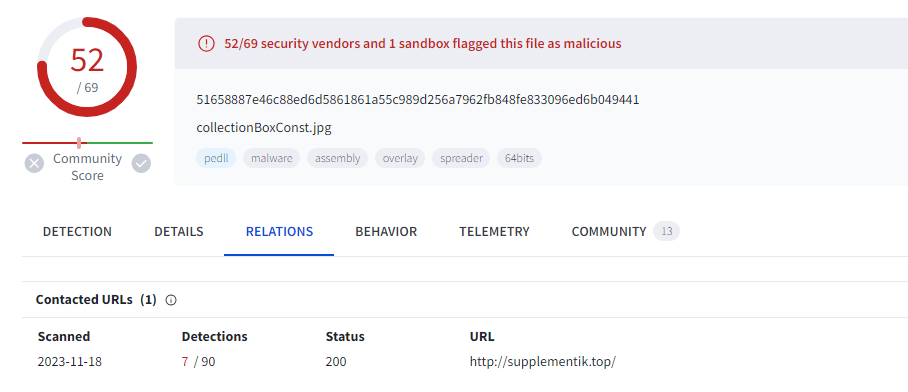 52
/ 69
Community
Score
52/69 security vendors and 1 sandbox flagged this file as malicious
51658887e46c88ed6d5861861a55c989d256a7962fb848fe833096ed6b049441
collectionBoxConst.jpg
pedll malware assembly overlay spreader 64bits
DETECTION DETAILS RELATIONS BEHAVIOR TELEMETRY COMMUNITY 13
Contacted URLs (1)
Scanned Detections Status URL
2023-11-18 7 / 90 200 http://supplementik.top/